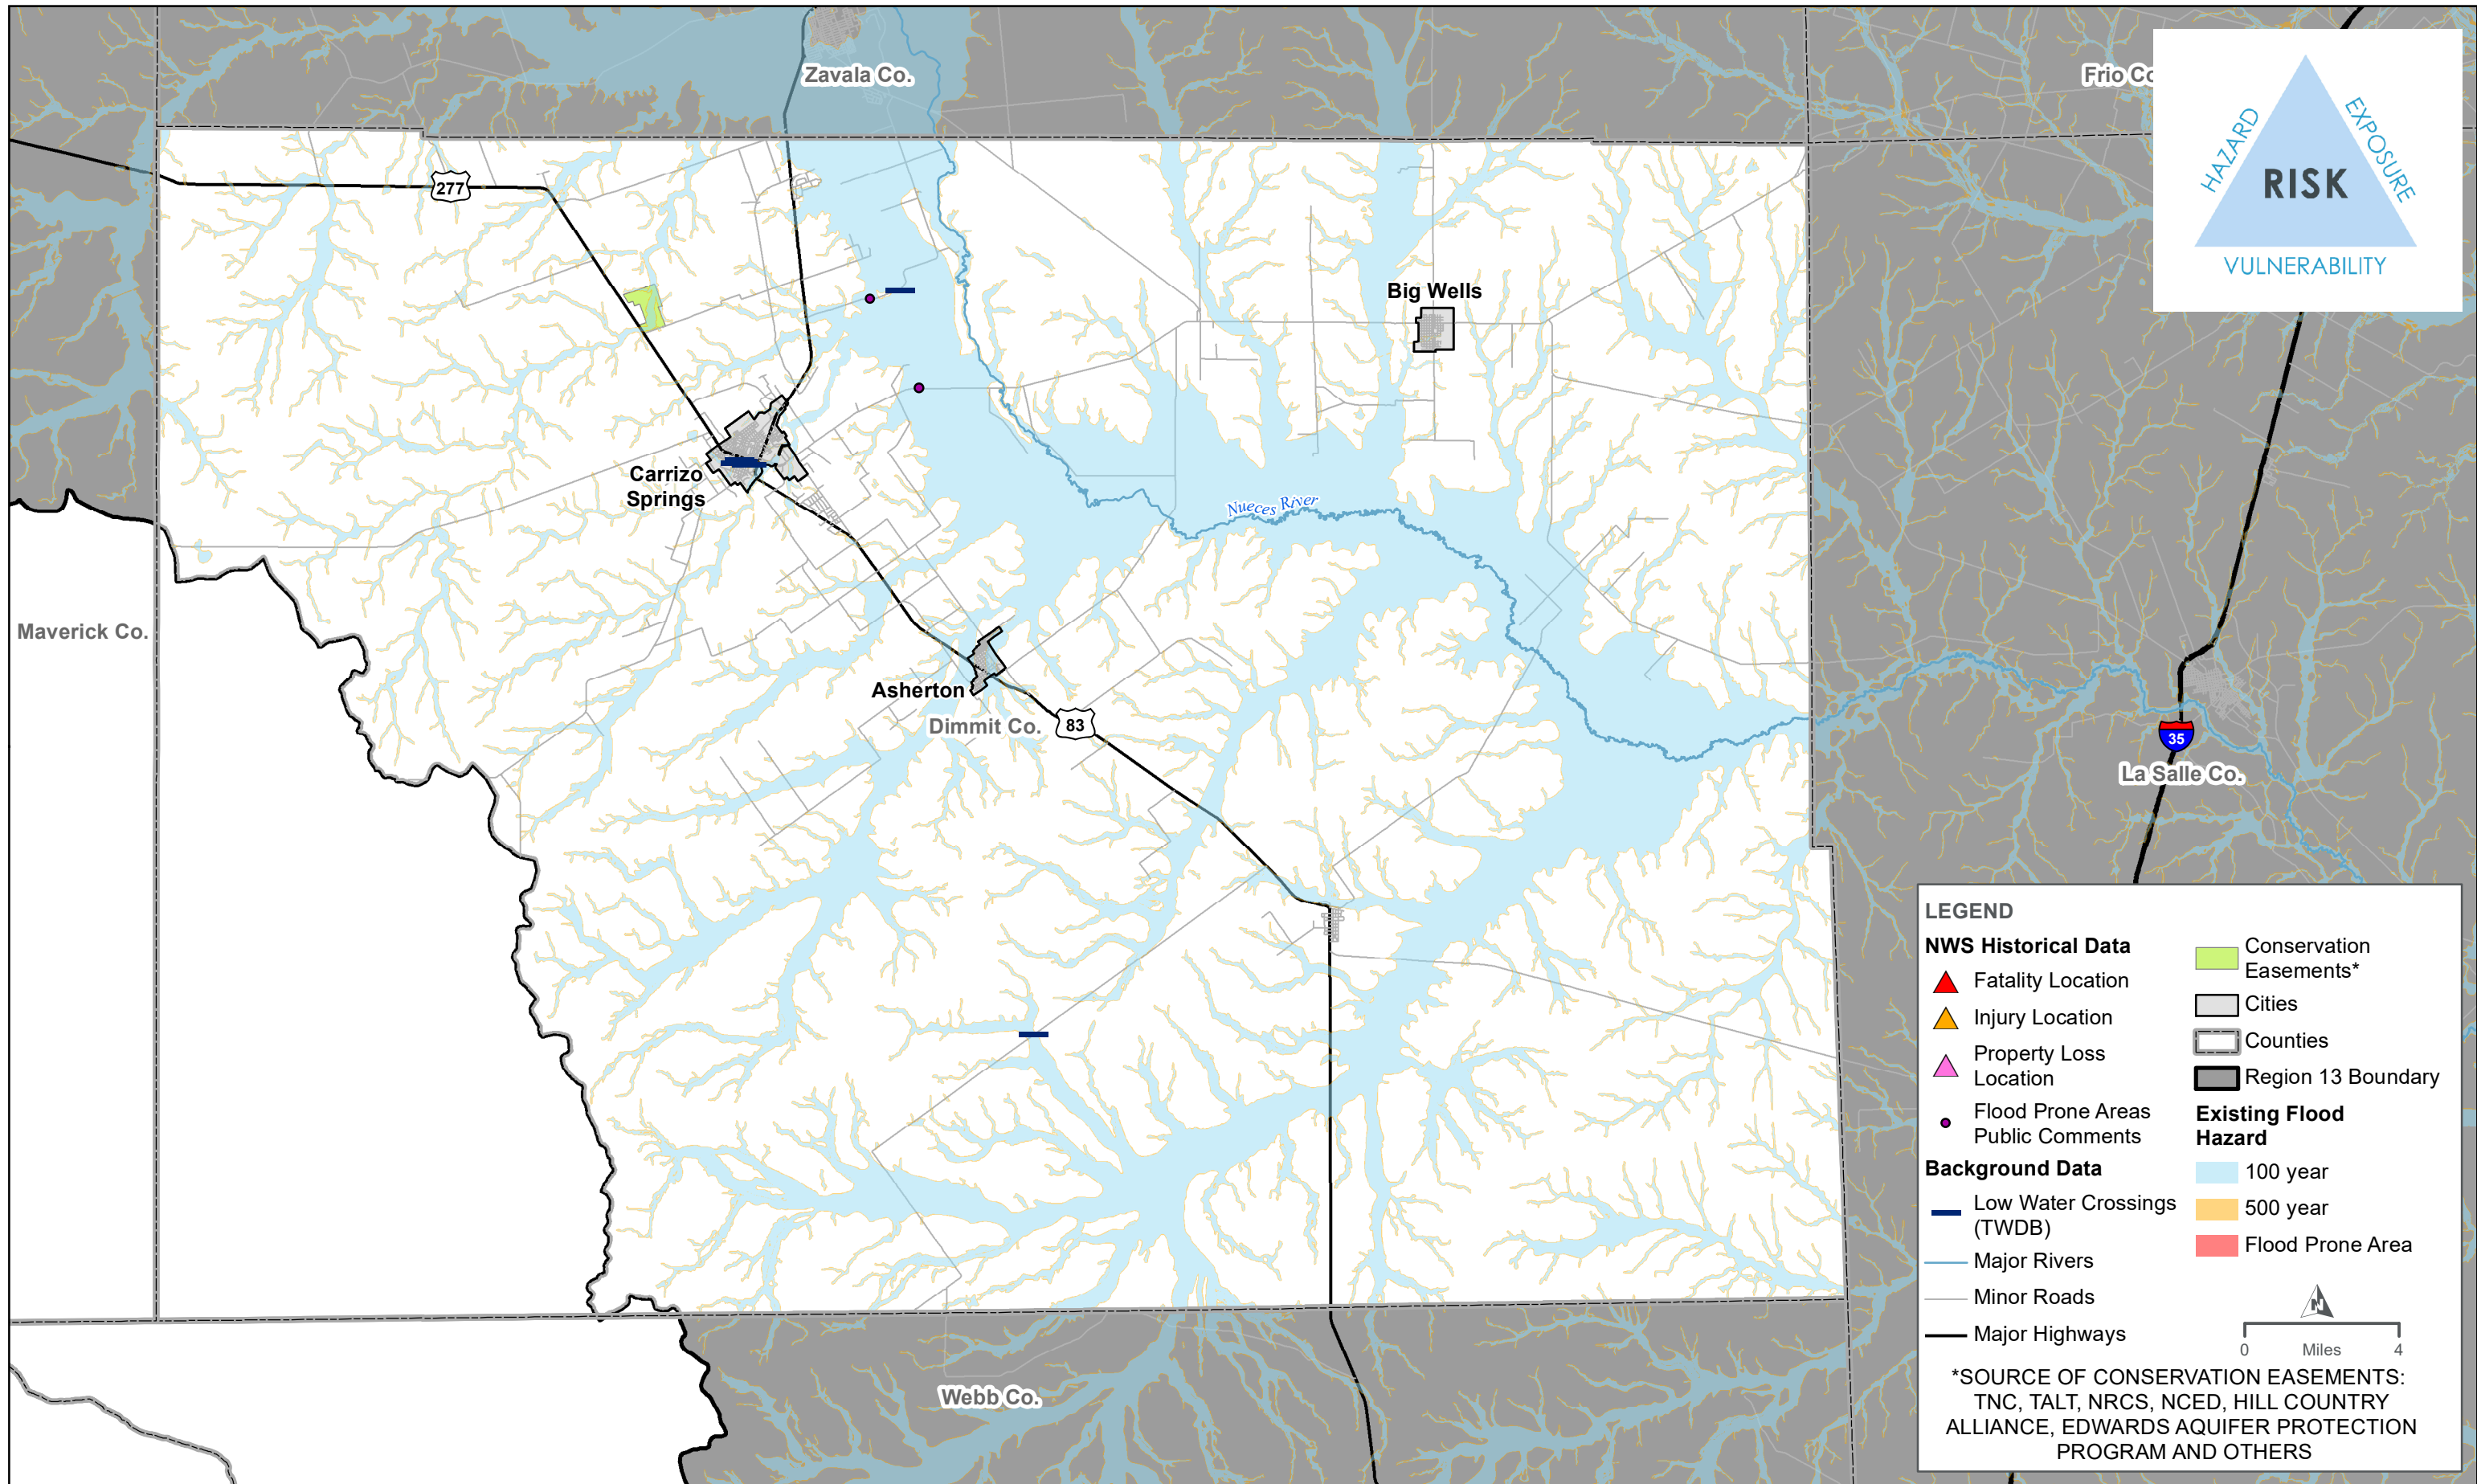 Zavala Co.
Frio Co
HAZARD
EXPOSURE
RISK
VULNERABILITY
277
Big Wells
Carrizo
Springs
Nueces River
Maverick Co.
Asherton
Dimmit Co.
83
35
La Salle Co.
Webb Co.
LEGEND
NWS Historical Data
Fatality Location
Injury Location
Property Loss
Location
Flood Prone Areas
Public Comments
Background Data
Low Water Crossings
(TWDB)
Major Rivers
Minor Roads
Major Highways
Conservation
Easements*
Cities
Counties
Region 13 Boundary
Existing Flood
Hazard
100 year
500 year
Flood Prone Area
N
0 Miles 4
*SOURCE OF CONSERVATION EASEMENTS:
TNC, TALT, NRCS, NCED, HILL COUNTRY
ALLIANCE, EDWARDS AQUIFER PROTECTION
PROGRAM AND OTHERS